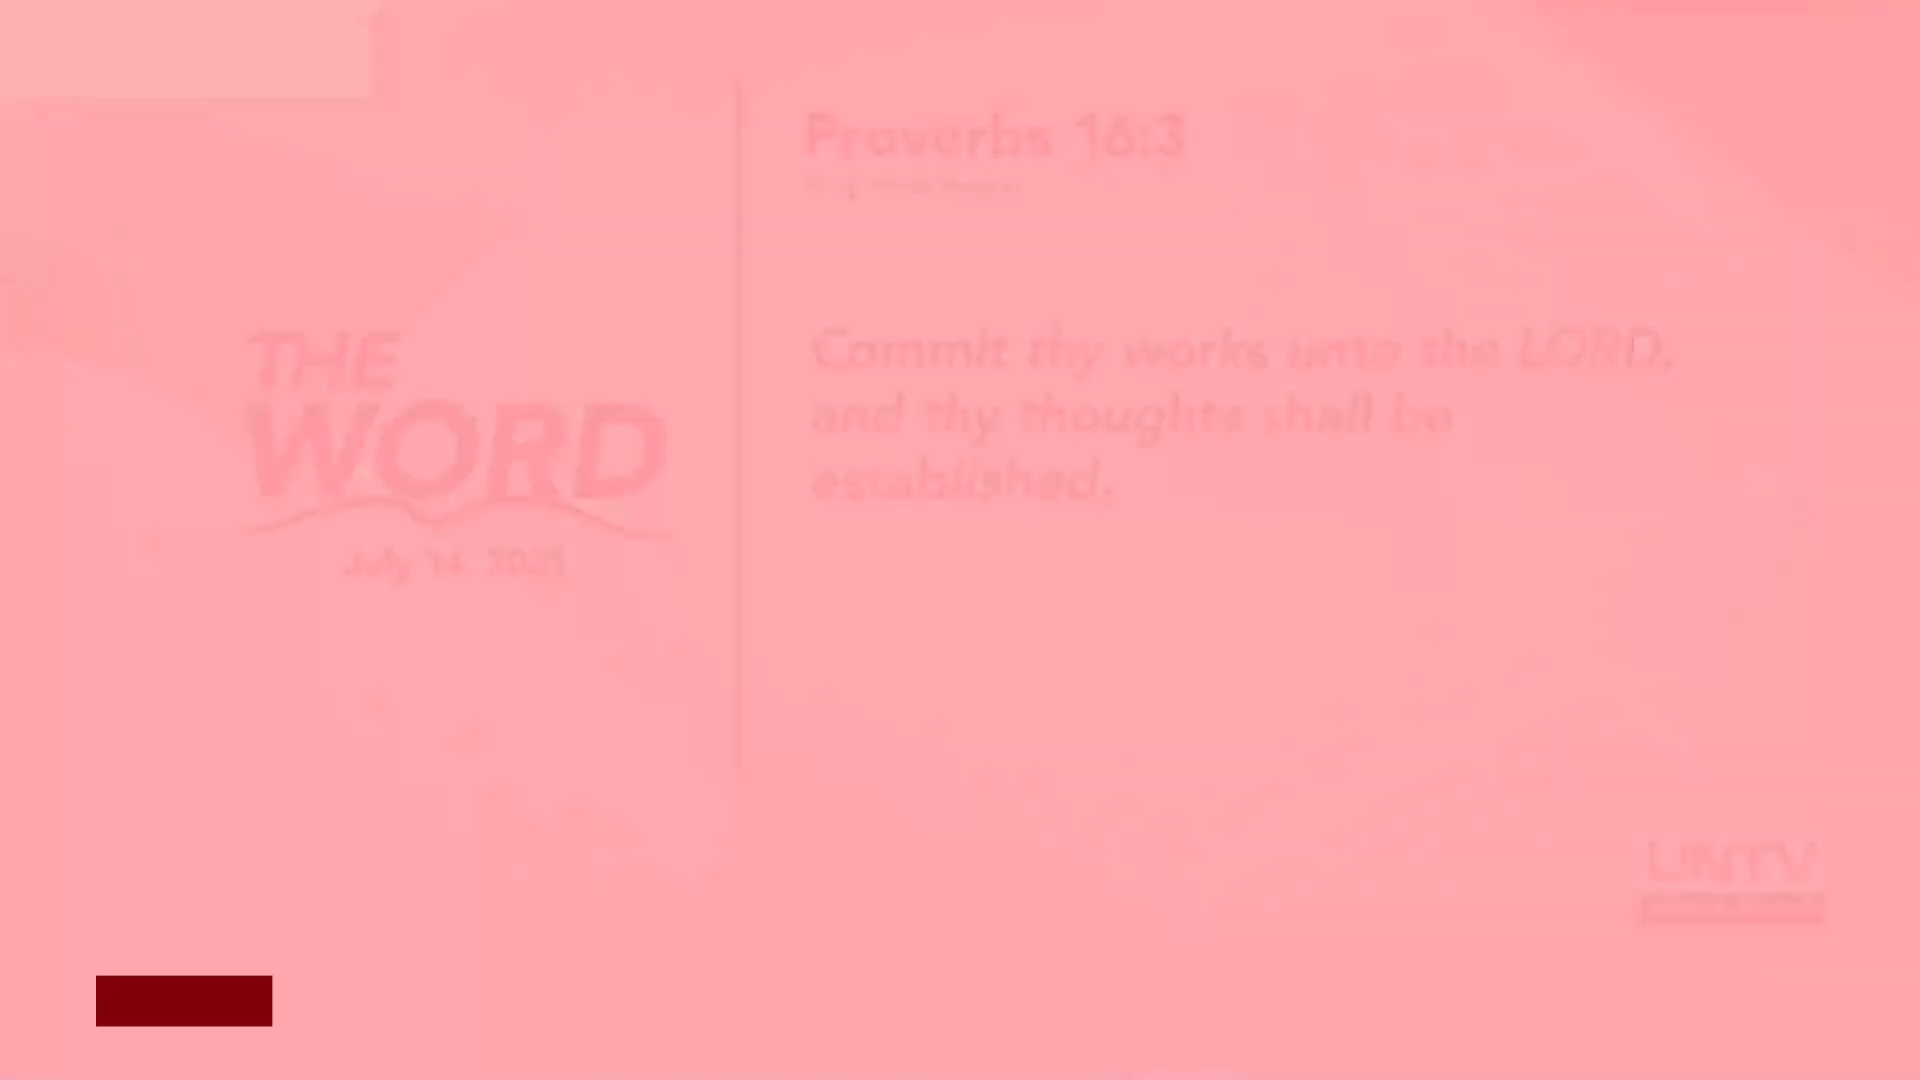 THE
WORD
July 14, 2021
Proverbs 16:3
Commit thy works unto the LORD,
and thy thoughts shall be
established.
UNTV